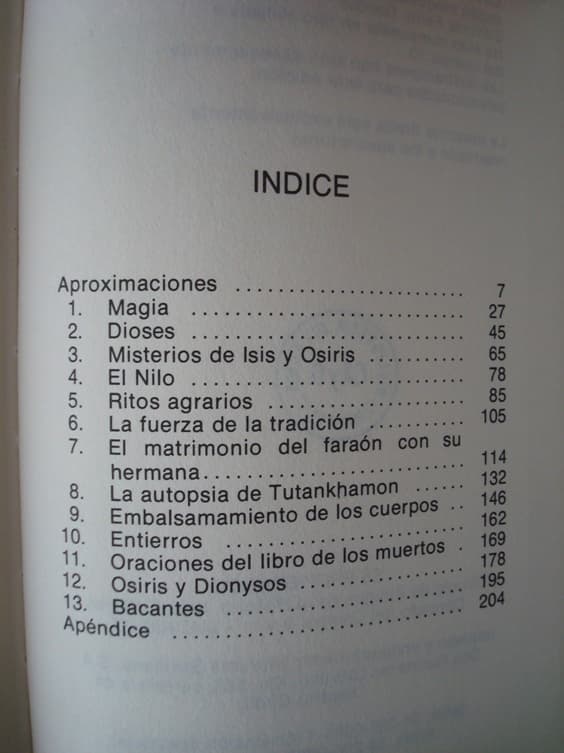 INDICE
Aproximaciones ........................ 7
1. Magia ............................ 27
2. Dioses ............................ 45
3. Misterios de Isis y Osiris ........... 65
4. El Nilo ............................ 78
5. Ritos agrarios ..................... 85
6. La fuerza de la tradición ........... 105
7. El matrimonio del faraón con su
hermana............................ 114
8. La autopsia de Tutankhamon ....... 132
9. Embalsamamiento de los cuerpos .. 146
10. Entierros ......................... 162
11. Oraciones del libro de los muertos . 169
12. Osiris y Dionysos .................. 178
13. Bacantes ......................... 195
Apéndice ............................. 204